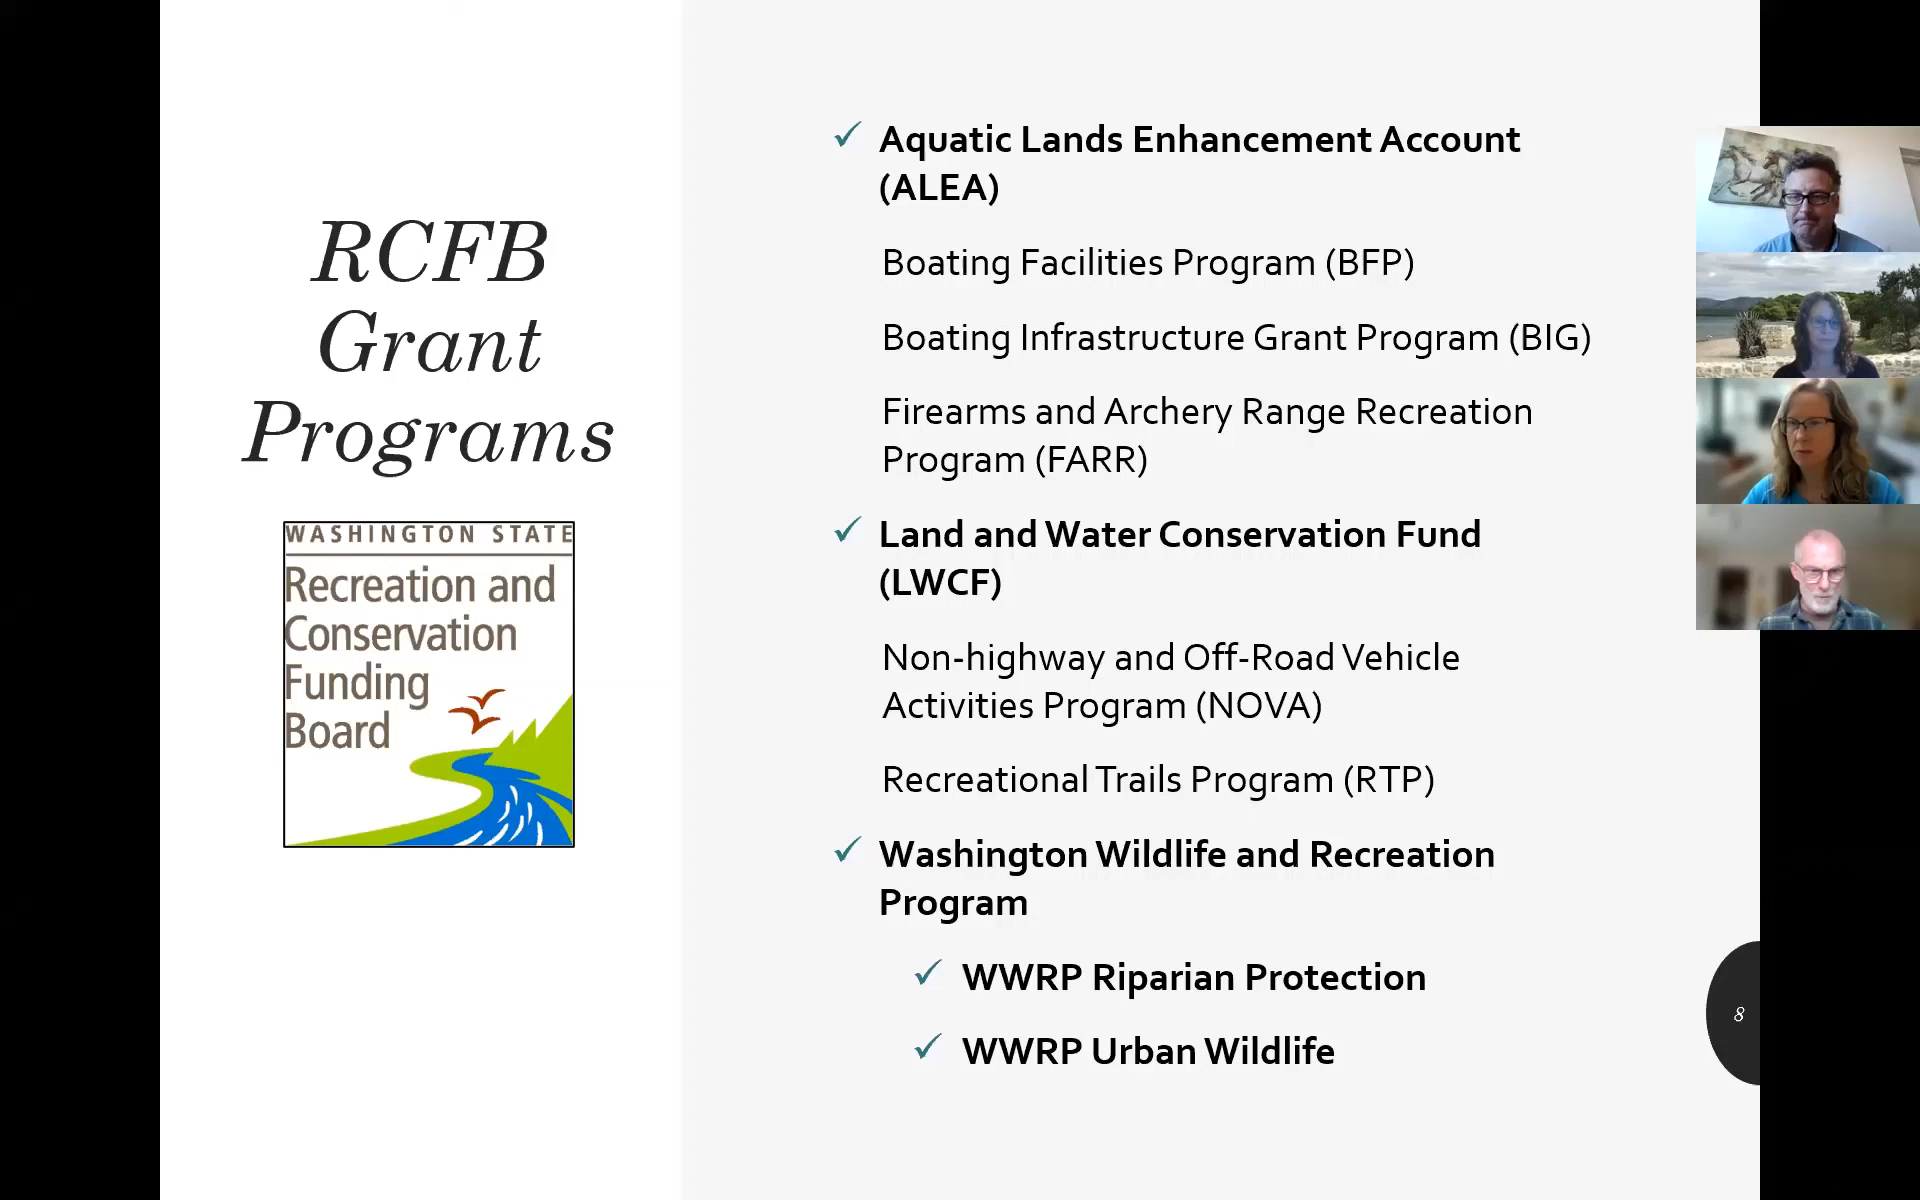 RCFB
Grant
Programs
WASHINGTON STATE
Recreation and
Conservation
Funding
Board
Aquatic Lands Enhancement Account
(ALEA)
Boating Facilities Program (BFP)
Boating Infrastructure Grant Program (BIG)
Firearms and Archery Range Recreation
Program (FARR)
Land and Water Conservation Fund
(LWCF)
Non-highway and Off-Road Vehicle
Activities Program (NOVA)
Recreational Trails Program (RTP)
Washington Wildlife and Recreation
Program
WWRP Riparian Protection
WWRP Urban Wildlife
8